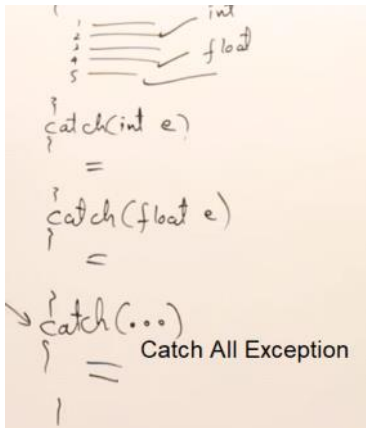 {
1 int
2
3 float
4
5
}
catch(int e)
{
=
}
catch(float e)
{
=
}
catch(...)
{
Catch All Exception
=
}